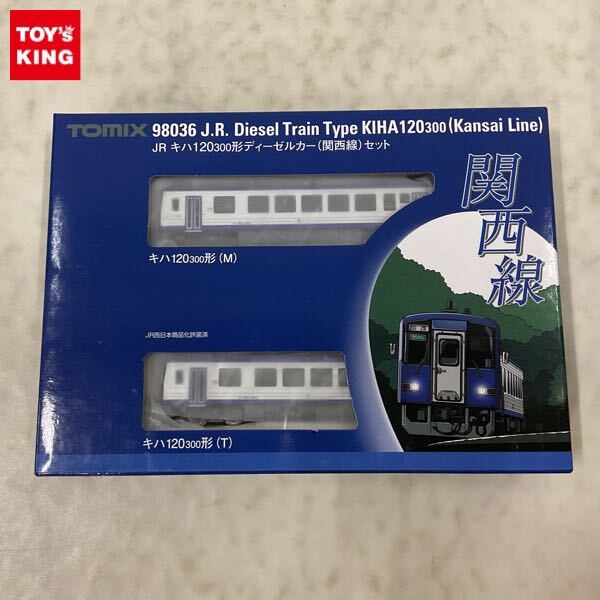 TOY'S
KING
TOMIX 98036 J.R. Diesel Train Type KIHA120300 (Kansai Line)
JR キハ120300形ディーゼルカー(関西線)セット
関西線
キハ120300形(M)
JR西日本商品化許諾済
キハ120300形(T)